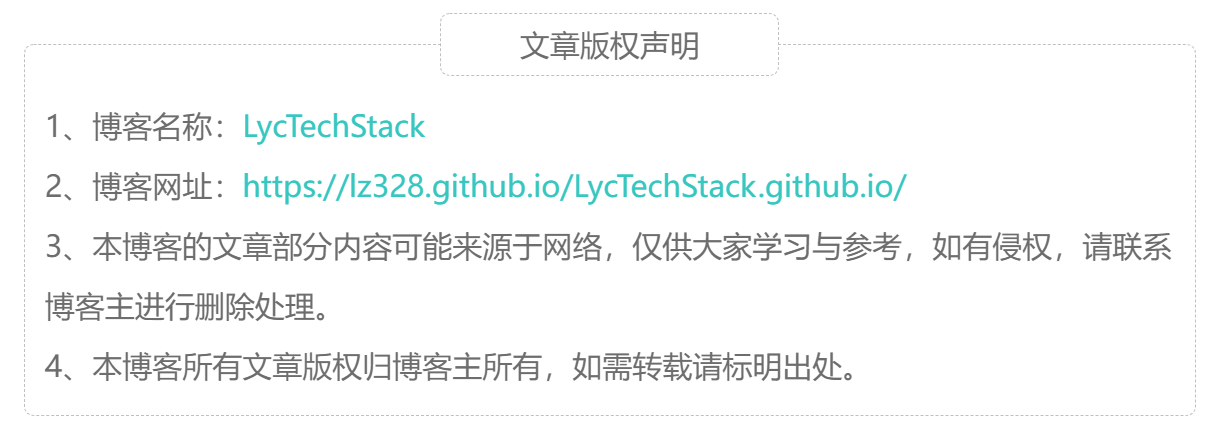 文章版权声明
1、博客名称：LycTechStack
2、博客网址：https://lz328.github.io/LycTechStack.github.io/
3、本博客的文章部分内容可能来源于网络，仅供大家学习与参考，如有侵权，请联系
博客主进行删除处理。
4、本博客所有文章版权归博客主所有，如需转载请标明出处。